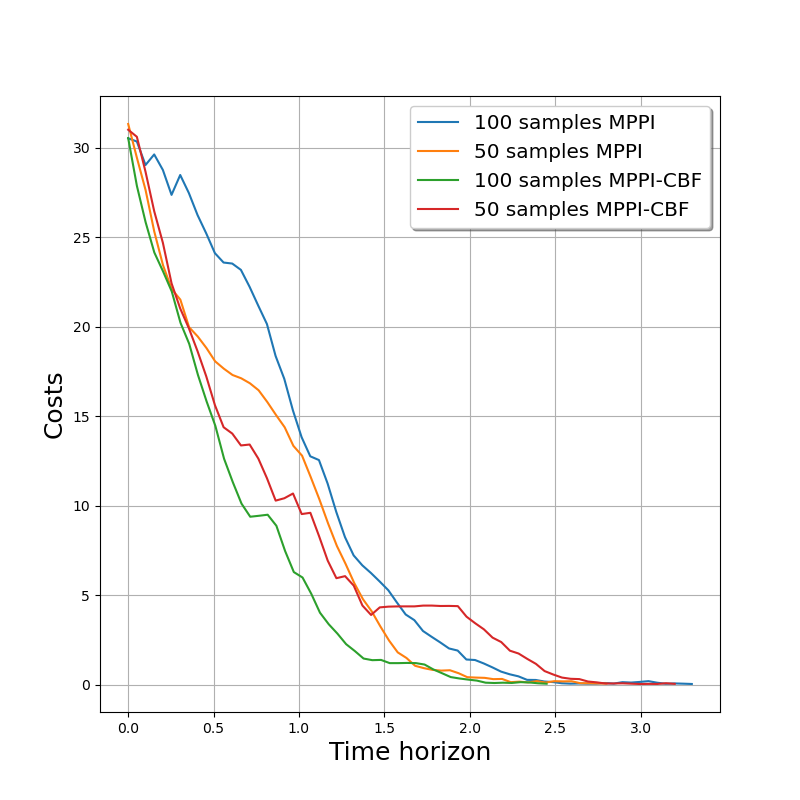 100 samples MPPI
50 samples MPPI
100 samples MPPI-CBF
50 samples MPPI-CBF
Costs
30
25
20
15
10
5
0
0.0 0.5 1.0 1.5 2.0 2.5 3.0
Time horizon